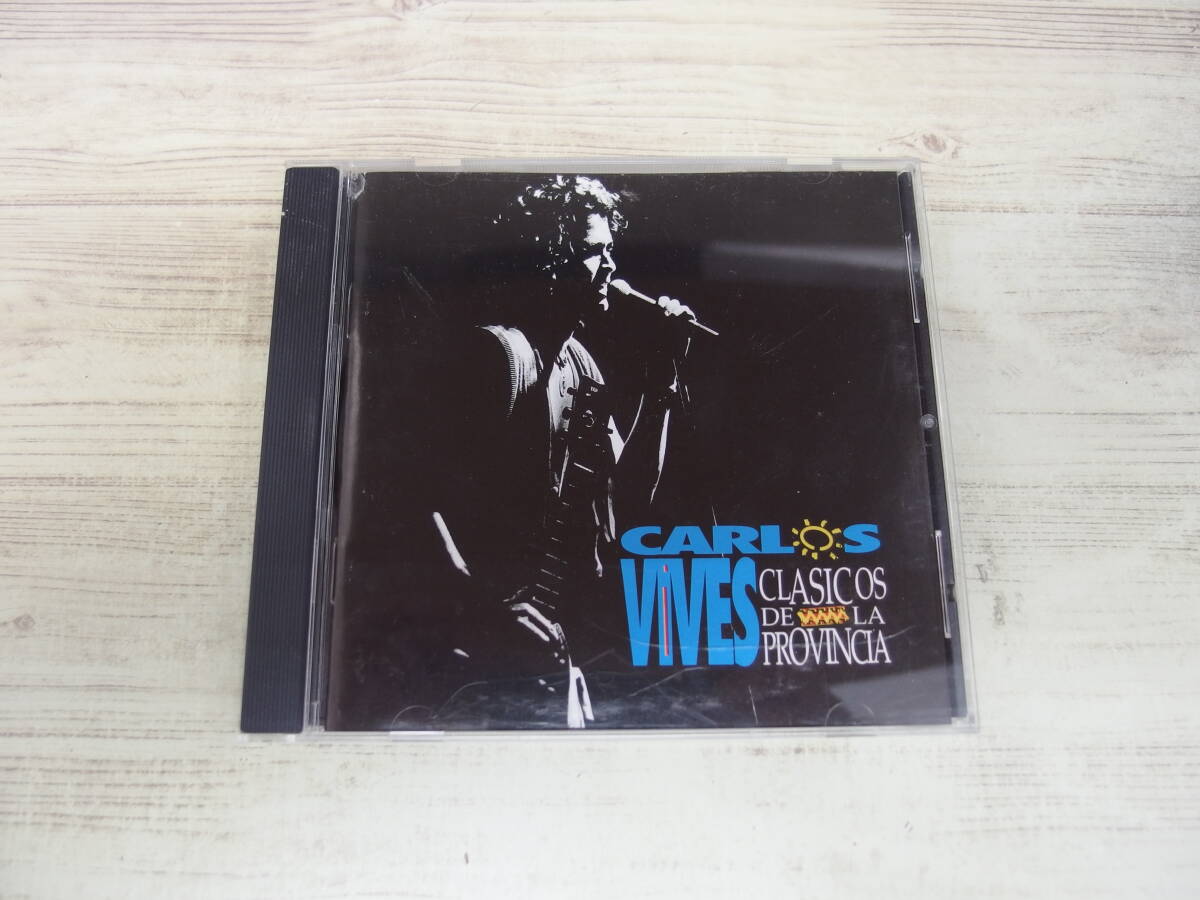 CARLOS
ViVES
CLASICOS
DE LA
PROVINCIA